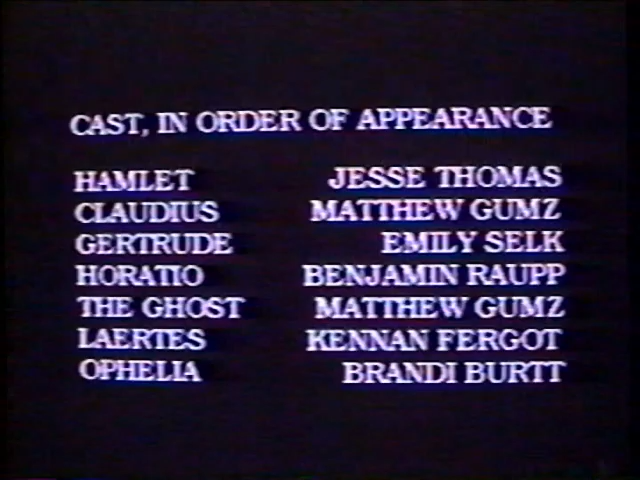 CAST, IN ORDER OF APPEARANCE
HAMLET JESSE THOMAS
CLAUDIUS MATTHEW GUMZ
GERTRUDE EMILY SELK
HORATIO BENJAMIN RAUPP
THE GHOST MATTHEW GUMZ
LAERTES KENNAN FERGOT
OPHELIA BRANDI BURTT